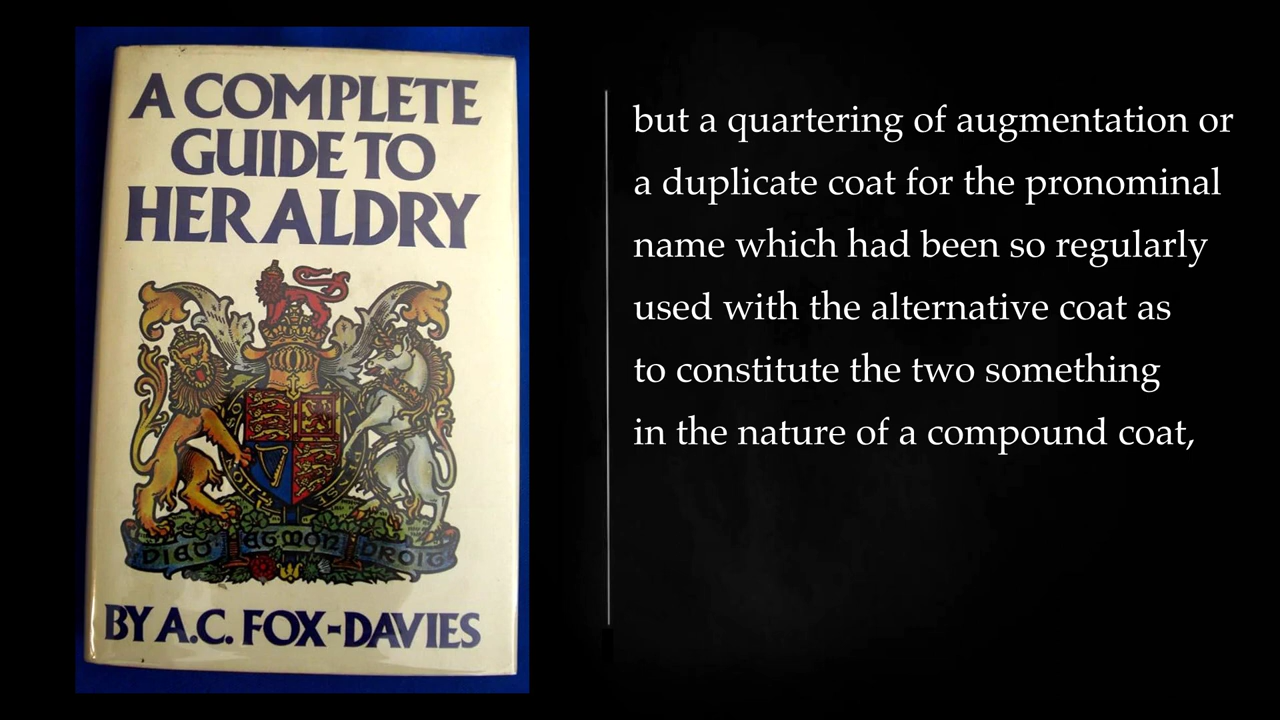 A COMPLETE
GUIDE TO
HERALDRY
DIEU ET MON DROIT
BY A.C. FOX-DAVIES
but a quartering of augmentation or
a duplicate coat for the pronominal
name which had been so regularly
used with the alternative coat as
to constitute the two something
in the nature of a compound coat,